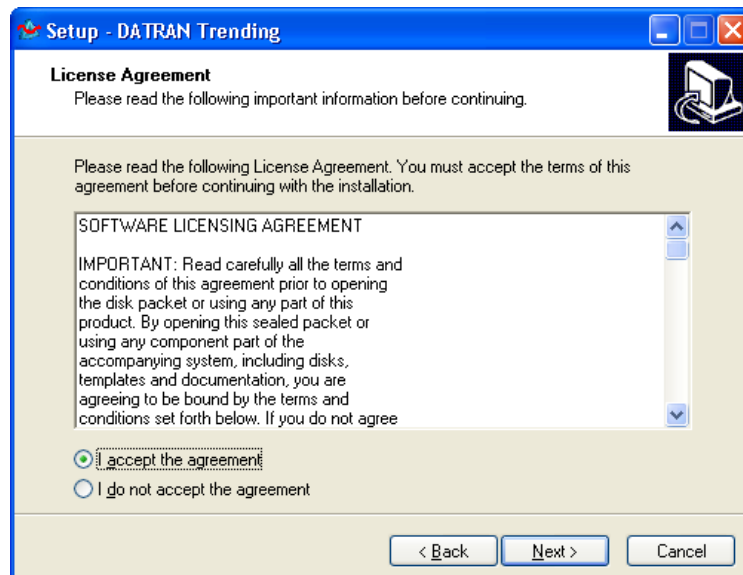 Setup - DATRAN Trending
License Agreement
Please read the following important information before continuing.
Please read the following License Agreement. You must accept the terms of this
agreement before continuing with the installation.
SOFTWARE LICENSING AGREEMENT
IMPORTANT: Read carefully all the terms and
conditions of this agreement prior to opening
the disk packet or using any part of this
product. By opening this sealed packet or
using any component part of the
accompanying system, including disks,
templates and documentation, you are
agreeing to be bound by the terms and
conditions set forth below. If you do not agree
I accept the agreement
I do not accept the agreement
< Back Next > Cancel